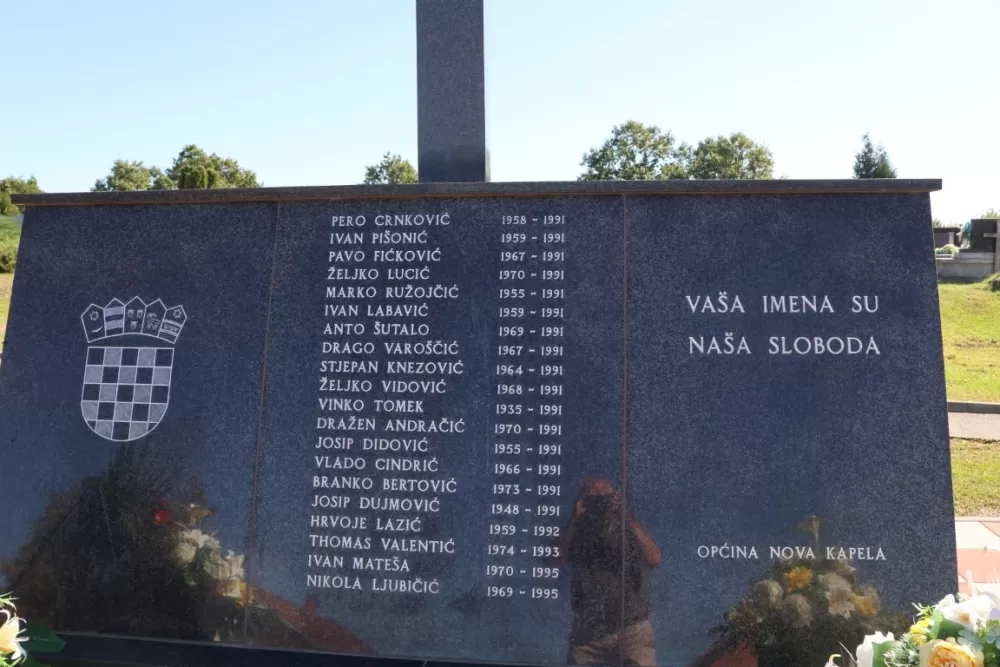 PERO CRNKOVIĆ 1958 - 1991
IVAN PIŠONIĆ 1959 - 1991
PAVO FIĆKOVIĆ 1967 - 1991
ŽELJKO LUCIĆ 1970 - 1991
MARKO RUŽOJČIĆ 1955 - 1991
IVAN LABAVIĆ 1959 - 1991
ANTO ŠUTALO 1969 - 1991
DRAGO VAROŠČIĆ 1967 - 1991
STJEPAN KNEZOVIĆ 1964 - 1991
ŽELJKO VIDOVIĆ 1968 - 1991
VINKO TOMEK 1935 - 1991
DRAŽEN ANDRAČIĆ 1970 - 1991
JOSIP DIDOVIĆ 1955 - 1991
VLADO CINDRIĆ 1966 - 1991
BRANKO BERTOVIĆ 1973 - 1991
JOSIP DUJMOVIĆ 1948 - 1991
HRVOJE LAZIĆ 1959 - 1992
THOMAS VALENTIĆ 1974 - 1993
IVAN MATEŠA 1970 - 1995
NIKOLA LJUBIČIĆ 1969 - 1995
VAŠA IMENA SU
NAŠA SLOBODA
OPĆINA NOVA KAPELA